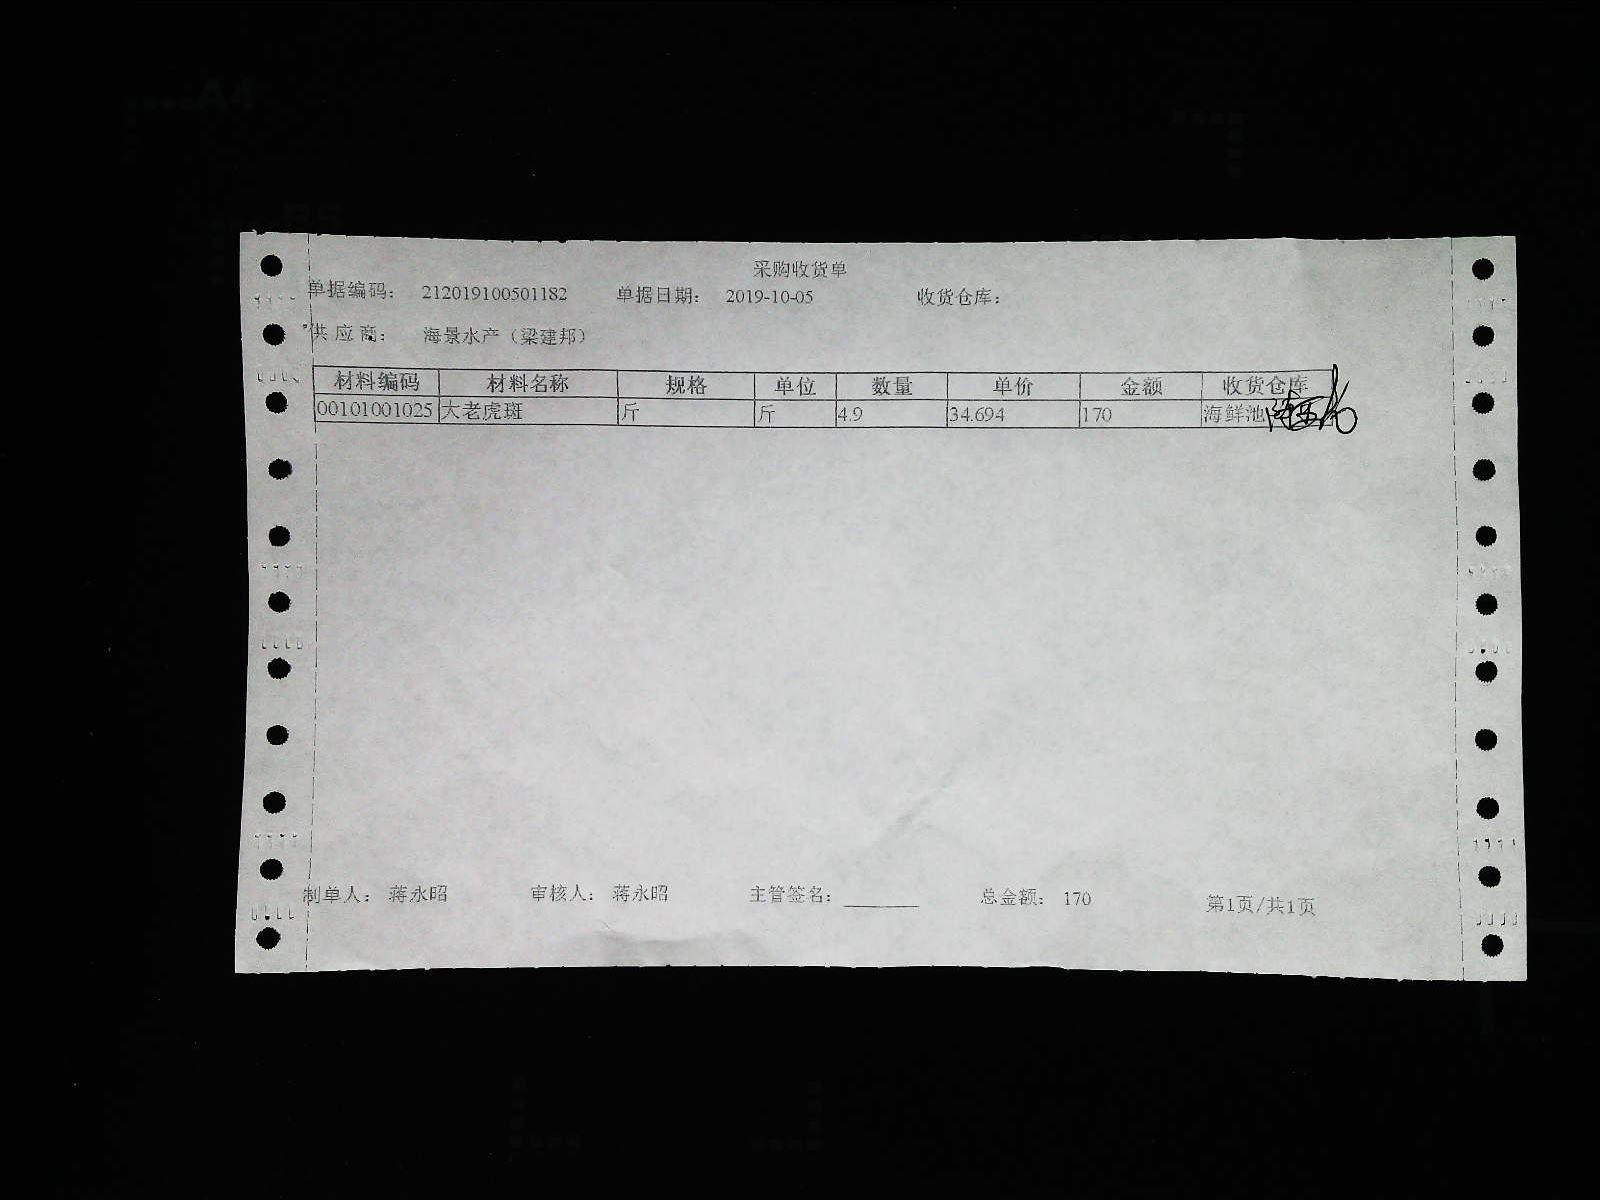 采购收货单
单据编码: 212019100501182 单据日期: 2019-10-05 收货仓库:
供应商: 海景水产（梁建邦）
材料编码 材料名称 规格 单位 数量 单价 金额 收货仓库
00101001025 大老虎斑 斤 斤 4.9 34.694 170 海鲜池
制单人: 蒋永昭 审核人: 蒋永昭 主管签名: 总金额: 170 第1页/共1页